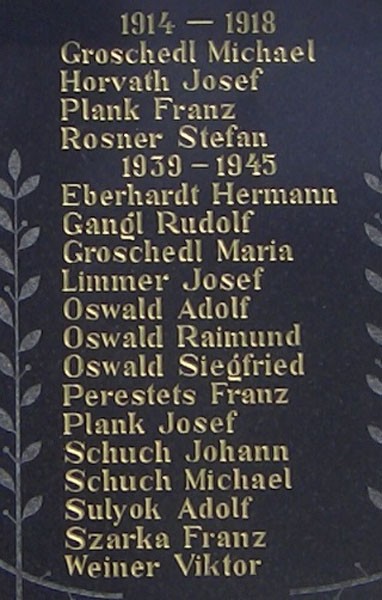 1914 — 1918
Groschedl Michael
Horvath Josef
Plank Franz
Rosner Stefan
1939 – 1945
Eberhardt Hermann
Gangl Rudolf
Groschedl Maria
Limmer Josef
Oswald Adolf
Oswald Raimund
Oswald Siegfried
Perestets Franz
Plank Josef
Schuch Johann
Schuch Michael
Sulyok Adolf
Szarka Franz
Weiner Viktor